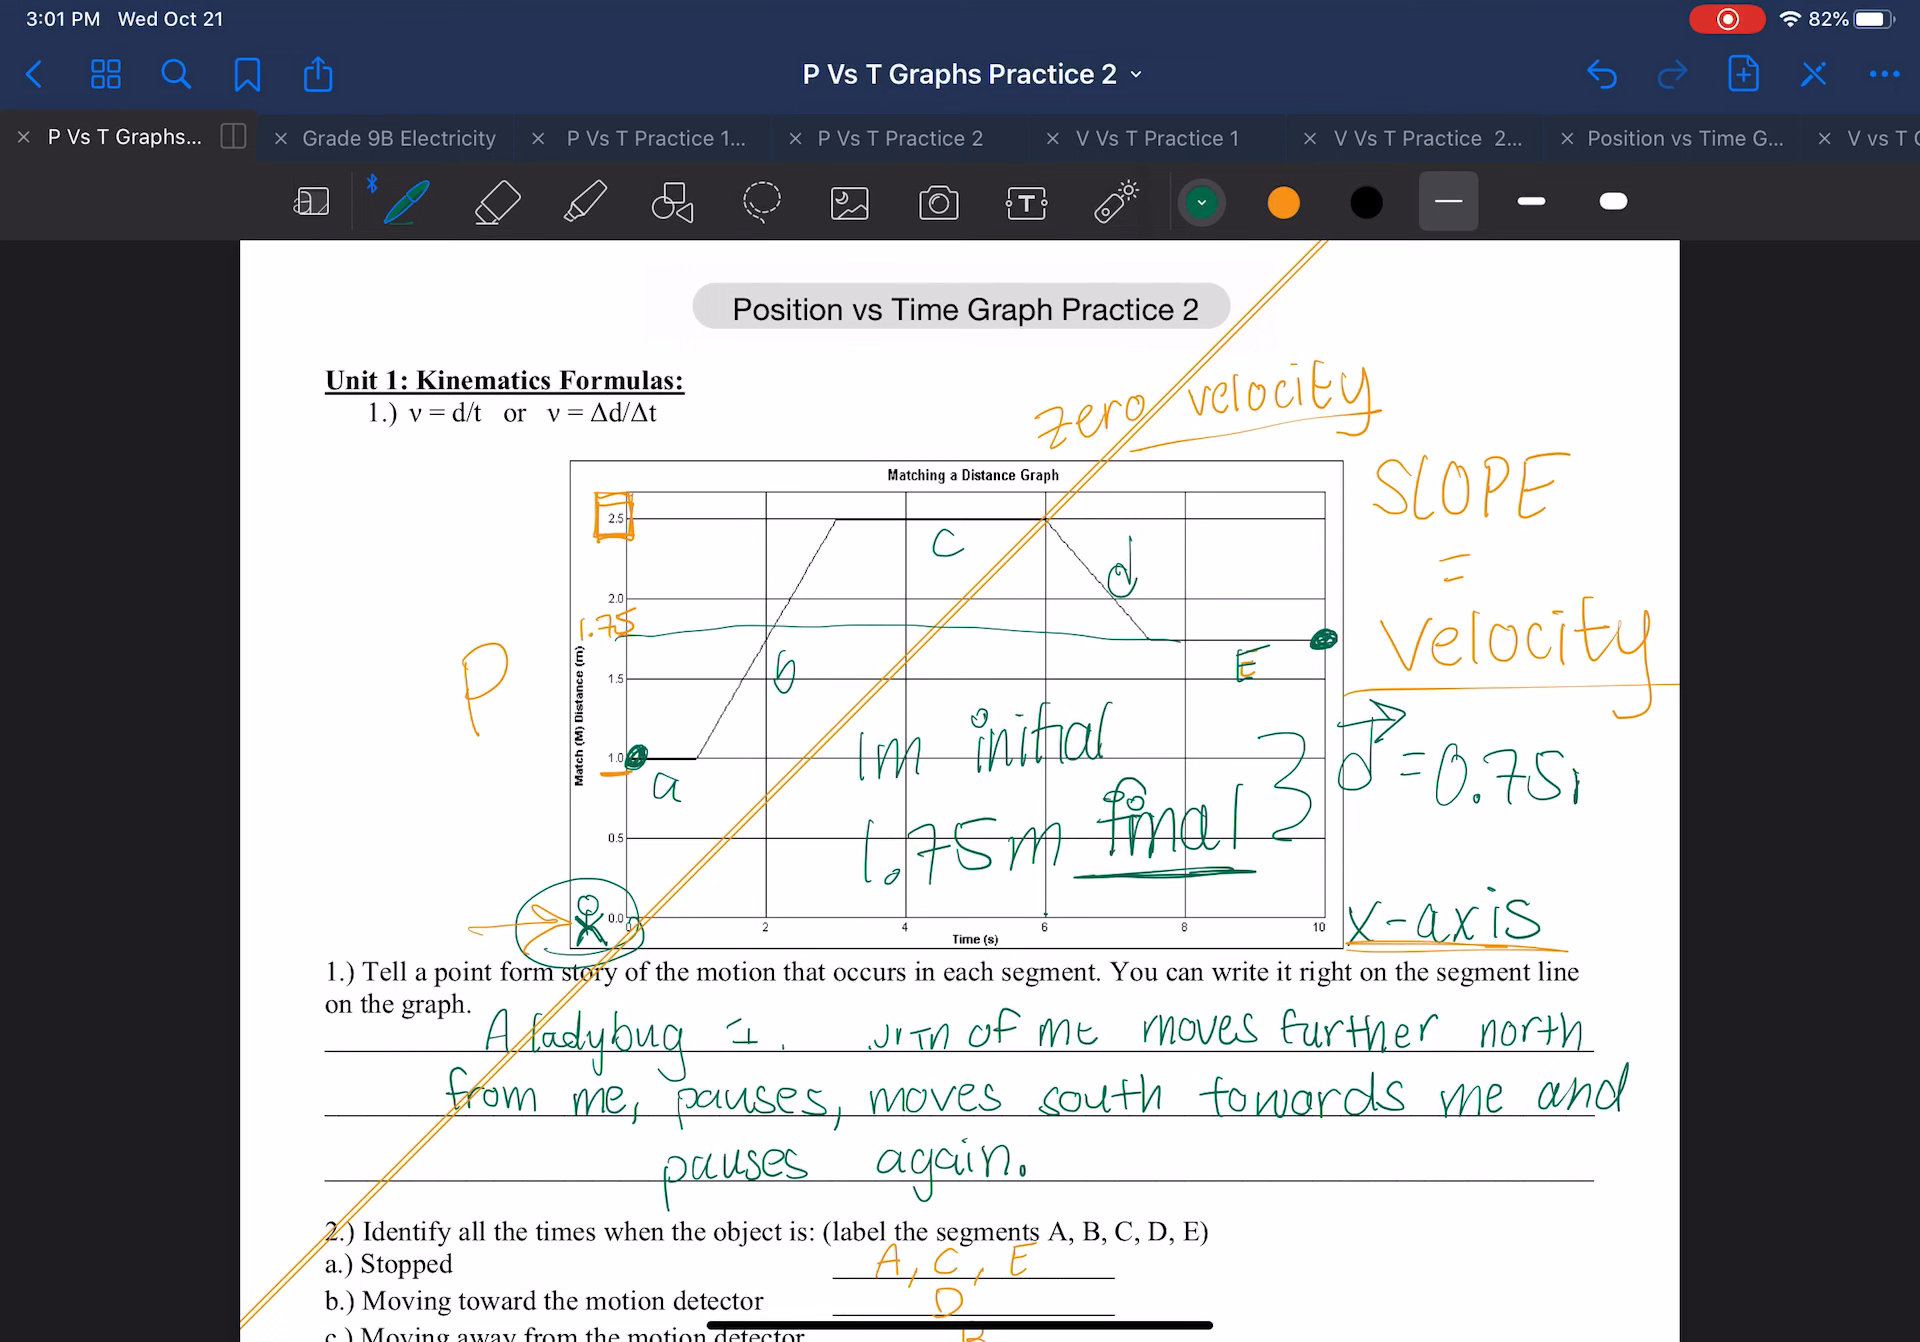 3:01 PM Wed Oct 21
82%
P Vs T Graphs Practice 2
P Vs T Graphs...
Grade 9B Electricity
P Vs T Practice 1...
P Vs T Practice 2
V Vs T Practice 1
V Vs T Practice 2...
Position vs Time G...
V vs T
Position vs Time Graph Practice 2
Unit 1: Kinematics Formulas:
1.) v = d/t or v = Δd/Δt
zero velocity
SLOPE
=
velocity
Matching a Distance Graph
2.5
2.0
1.75
1.5
1.0
0.5
0.0
Match (M) Distance (m)
P
a
b
c
d
E
1m initial
1.75m final
d = 0.75
0
2
4
6
8
10
Time (s)
x-axis
1.) Tell a point form story of the motion that occurs in each segment. You can write it right on the segment line
on the graph.
A ladybug of me moves further north
from me, pauses, moves south towards me and
pauses again.
2.) Identify all the times when the object is: (label the segments A, B, C, D, E)
a.) Stopped A, C, E
b.) Moving toward the motion detector D
c.) Moving away from the motion detector B